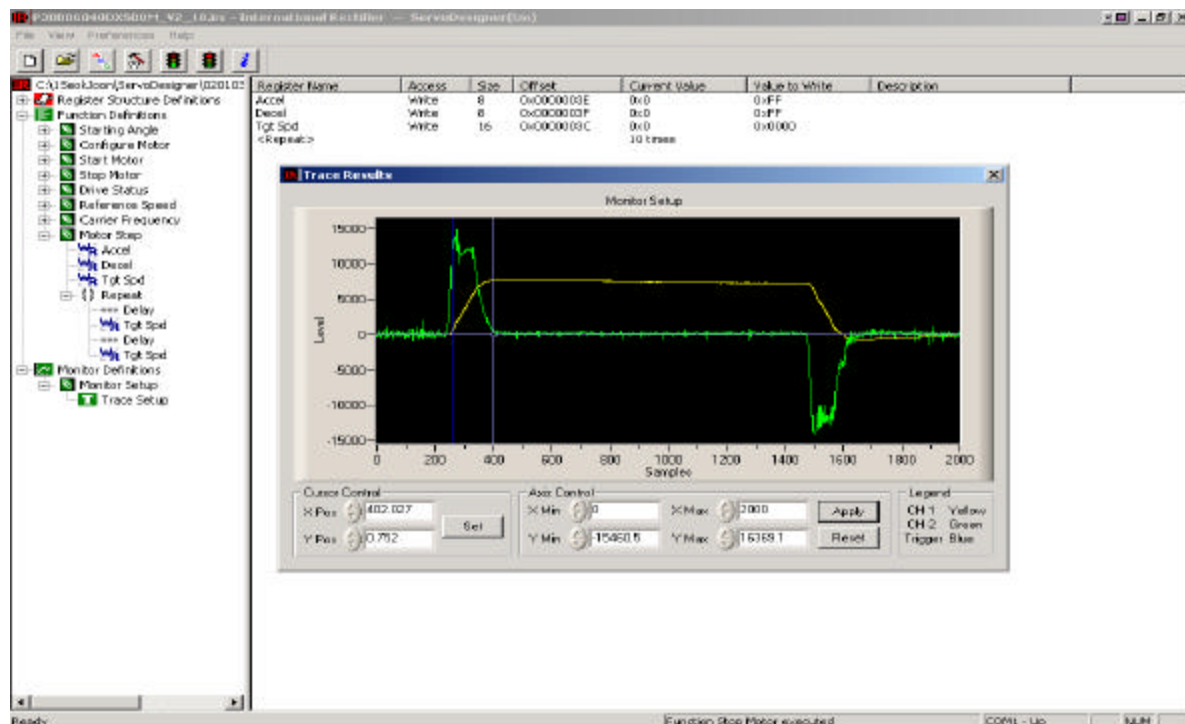 International Rectifier — ServoDesigner
File View Preferences Help
C:\JSeokJoon\ServoDesigner\020103
Register Structure Definitions
Function Definitions
Starting Angle
Configure Motor
Start Motor
Stop Motor
Drive Status
Reference Speed
Carrier Frequency
Motor Step
Accel
Decel
Tgt Spd
Repeat
Delay
Tgt Spd
Delay
Tgt Spd
Monitor Definitions
Monitor Setup
Trace Setup
Register Name Access Size Offset Current Value Value to Write Description
Accel Write 8 0x0000003E 0x0 0xFF
Decel Write 8 0x0000003F 0x0 0xFF
Tgt Spd Write 16 0x0000003C 0x0 0x0000
<Repeat> 10 times
Trace Results
Monitor Setup
15000
10000
5000
0
-5000
-10000
-15000
Level
0 200 400 600 800 1000 1200 1400 1600 1800 2000
Samples
Cursor Control
X Pos 402.027
Y Pos 0.752
Set
Axis Control
X Min 0 X Max 2000 Apply
Y Min -15460.5 Y Max 16369.1 Reset
Legend
CH 1 Yellow
CH 2 Green
Trigger Blue
Ready Function Stop Motor executed COM1 - Up NUM